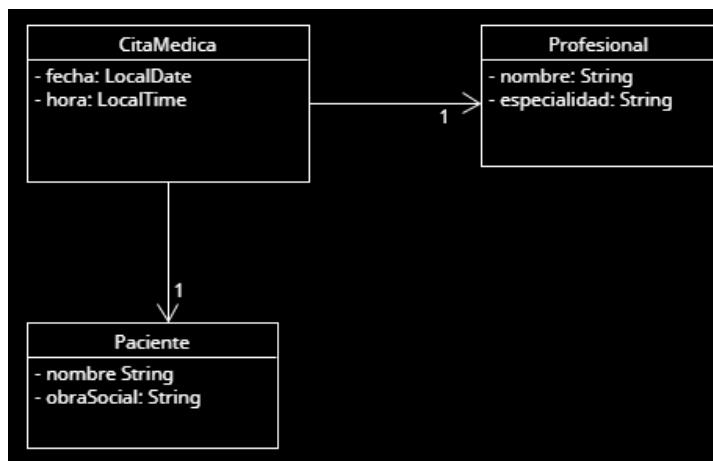 CitaMedica
- fecha: LocalDate
- hora: LocalTime
Profesional
- nombre: String
- especialidad: String
1
1
Paciente
- nombre String
- obraSocial: String